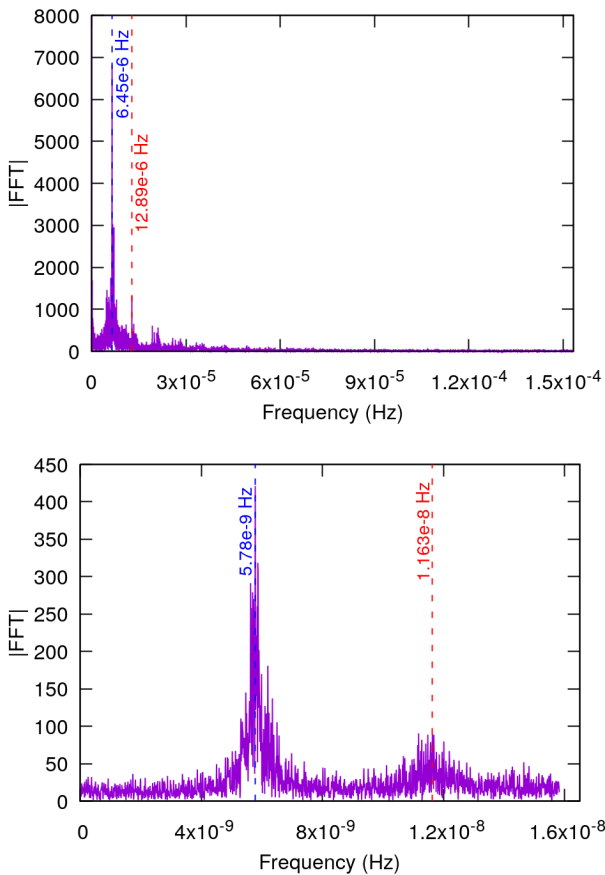 8000
7000
6000
5000
4000
3000
2000
1000
0
|FFT|
6.45e-6 Hz
12.89e-6 Hz
0 3x10-5 6x10-5 9x10-5 1.2x10-4 1.5x10-4
Frequency (Hz)
450
400
350
300
250
200
150
100
50
0
|FFT|
5.78e-9 Hz
1.163e-8 Hz
0 4x10-9 8x10-9 1.2x10-8 1.6x10-8
Frequency (Hz)